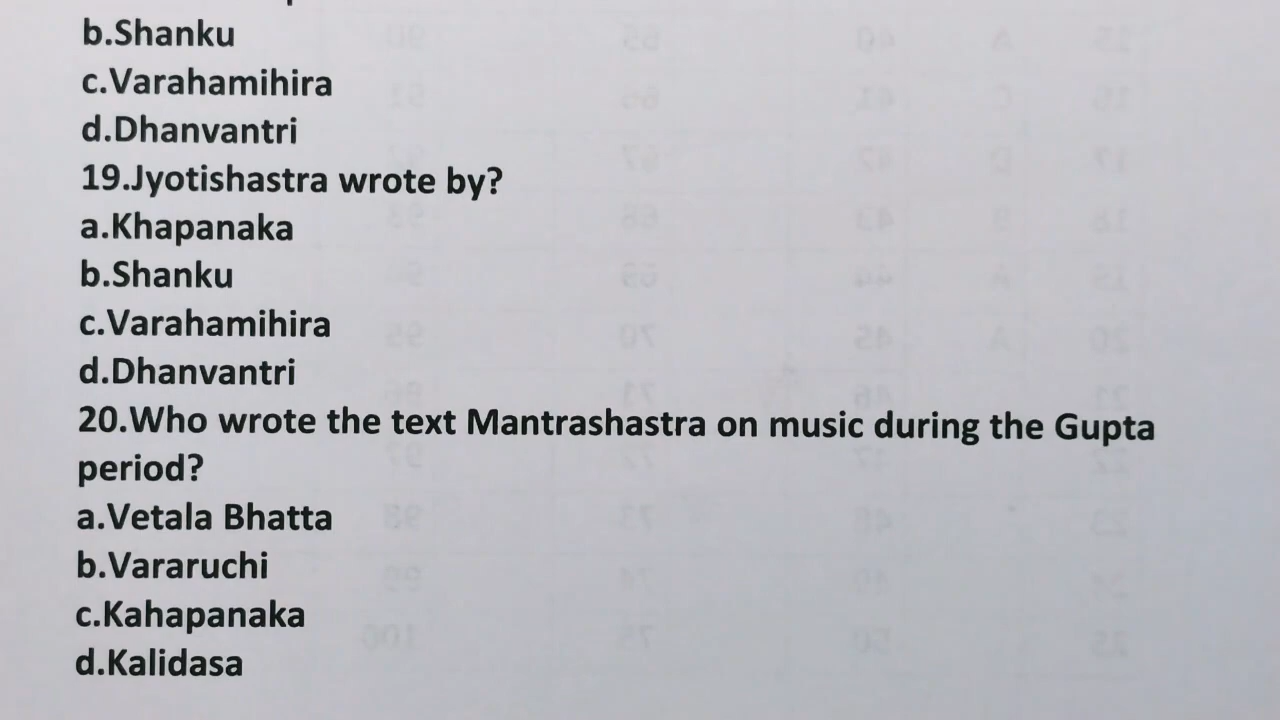 b.Shanku
c.Varahamihira
d.Dhanvantri
19.Jyotishastra wrote by?
a.Khapanaka
b.Shanku
c.Varahamihira
d.Dhanvantri
20.Who wrote the text Mantrashastra on music during the Gupta
period?
a.Vetala Bhatta
b.Vararuchi
c.Kahapanaka
d.Kalidasa